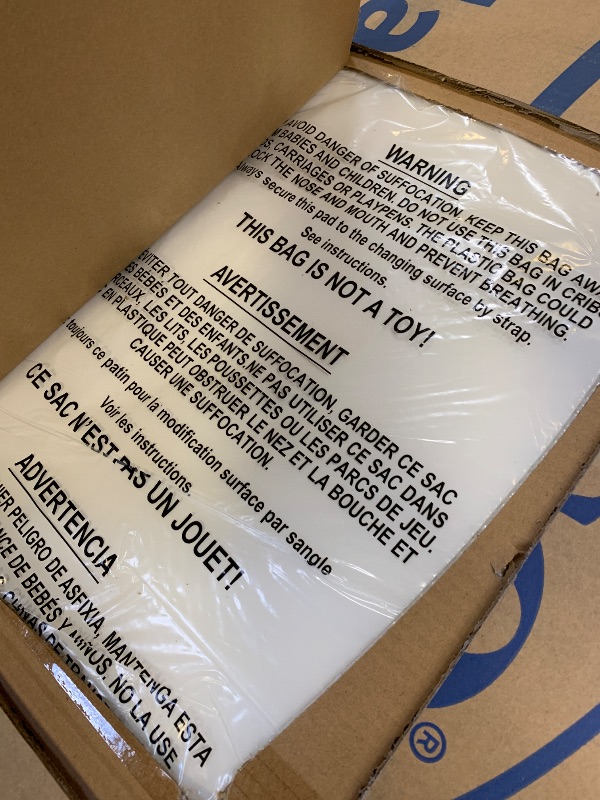 WARNING
AVOID DANGER OF SUFFOCATION, KEEP THIS BAG
BABIES AND CHILDREN. DO NOT USE THIS BAG IN
CARRIAGES OR PLAYPENS, THE PLASTIC BAG COULD
THE NOSE AND MOUTH AND PREVENT BREATHING.
Always secure this pad to the changing surface by strap.
See instructions.
THIS BAG IS NOT A TOY!
AVERTISSEMENT
TOUT DANGER DE SUFFOCATION, GARDER CE SAC
BEBÉS ET DES ENFANTS.NE PAS UTILISER CE SAC DANS
LES LITS, LES POUSSETTES OU LES PARCS DE JEU.
EN PLASTIQUE PEUT OBSTRUER LE NEZ ET LA BOUCHE ET
CAUSER UNE SUFFOCATION.
toujours ce patin pour la modification surface par sangle
Voir les instructions.
CE SAC N'EST PAS UN JOUET!
ADVERTENCIA
PELIGRO DE ASFIXIA, MANTENGA ESTA
DE BEBÉS Y NIÑOS. NO LA USE
®